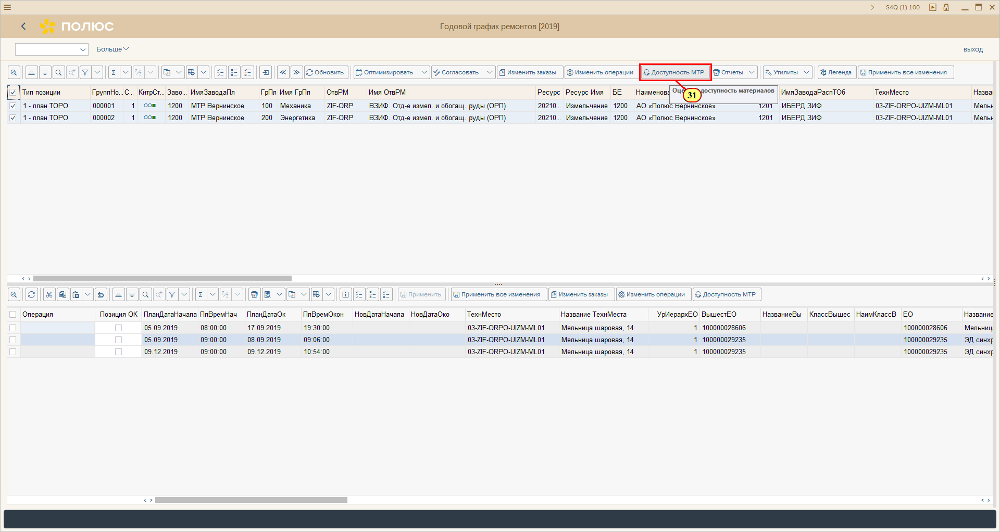 S4Q (1) 100
ПОЛЮС
Годовой график ремонтов [2019]
Больше
выход
Обновить Оптимизировать Согласовать Изменить заказы Изменить операции Доступность МТР Отчеты Утилиты Легенда Применить все изменения
Тип позиции ГруппНо... С... КнтрСт... Заво... ИмяЗаводаПл ГрПл Имя ГрПл ОтвРМ Имя ОтвРМ Ресурс Ресурс Имя БЕ Наименова ИмяЗаводаРаспТОб ТехнМесто Назва
доступность материалов
31
1 - план ТОРО 000001 1 1200 МТР Вернинское 100 Механика ZIF-ORP ВЗИФ. Отд-е измел. и обогащ. руды (ОРП) 20210... Измельчение 1200 АО «Полюс Вернинское» 1201 ИБЕРД ЗИФ 03-ZIF-ORPO-UIZM-ML01 Мельн
1 - план ТОРО 000002 1 1200 МТР Вернинское 200 Энергетика ZIF-ORP ВЗИФ. Отд-е измел. и обогащ. руды (ОРП) 20210... Измельчение 1200 АО «Полюс Вернинское» 1201 ИБЕРД ЗИФ 03-ZIF-ORPO-UIZM-ML01 Мельн
Применить Применить все изменения Изменить заказы Изменить операции Доступность МТР
Операция Позиция ОК ПланДатаНачала ПлВремНач ПланДатаОк ПлВремОкон НовДатаНачала НовДатаОко ТехнМесто Название ТехнМеста УрИерархЕО ВышестЕО НазваниеВы КлассВышес НаимКлассВ ЕО Название
05.09.2019 08:00:00 17.09.2019 19:30:00 03-ZIF-ORPO-UIZM-ML01 Мельница шаровая, 14 1 100000028606 100000028606 Мельниц
05.09.2019 09:00:00 08.09.2019 09:06:00 03-ZIF-ORPO-UIZM-ML01 Мельница шаровая, 14 1 100000029235 100000029235 ЭД синхр
09.12.2019 09:00:00 09.12.2019 10:54:00 03-ZIF-ORPO-UIZM-ML01 Мельница шаровая, 14 1 100000029235 100000029235 ЭД синхр